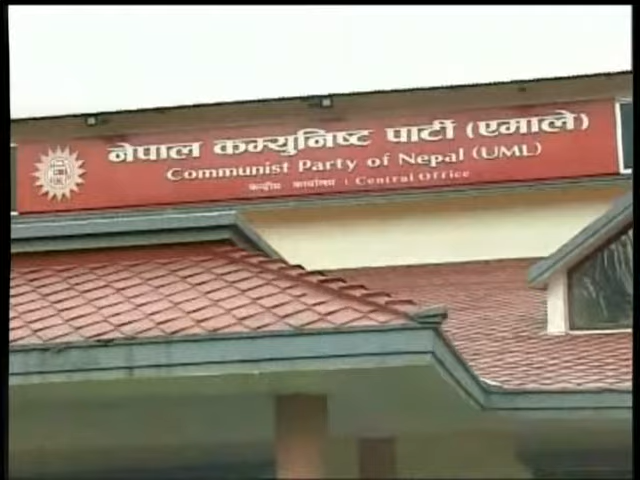 नेपाल कम्युनिष्ट पार्टी (एमाले)
Communist Party of Nepal (UML)
केन्द्रीय कार्यालय । Central Office